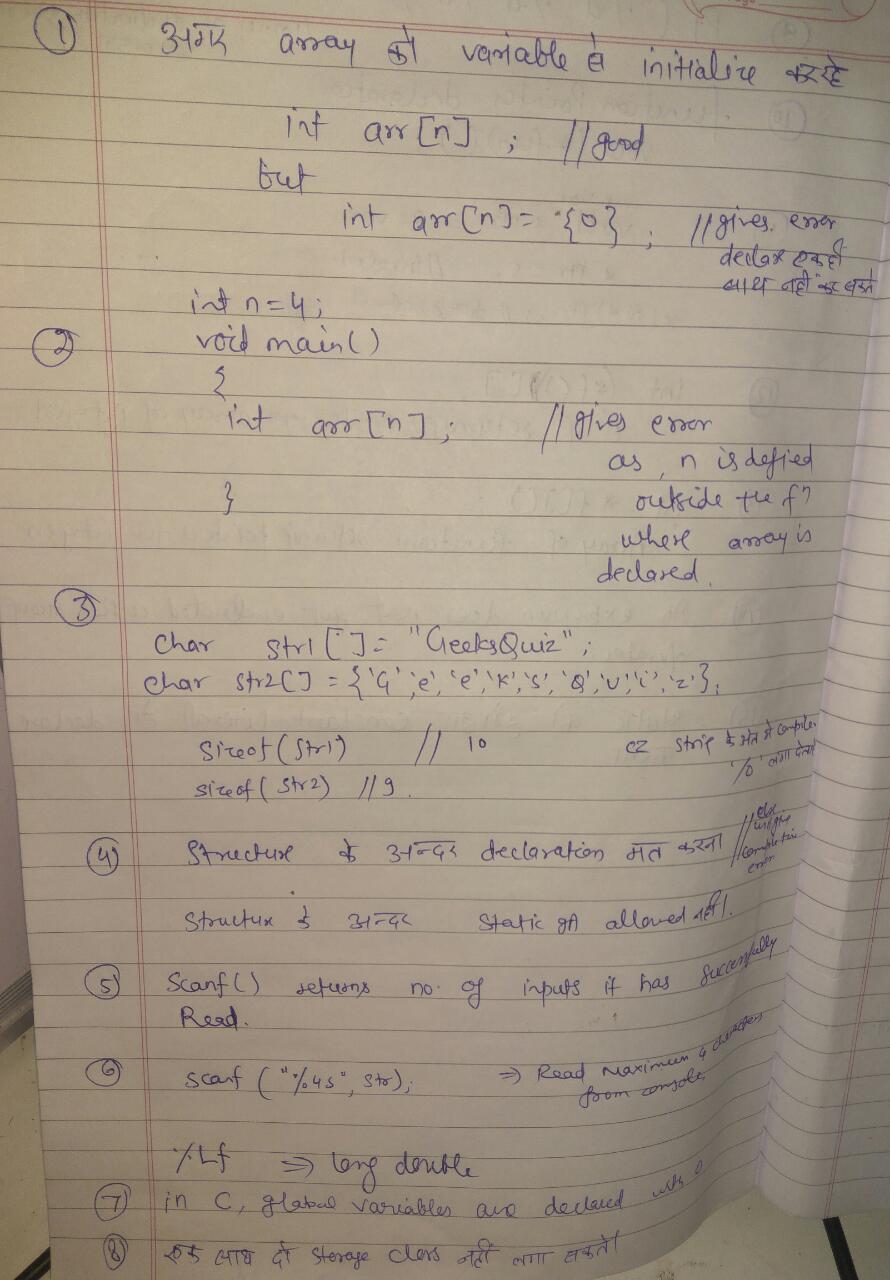 ① अगर array को variable से initialize कर रहे
int arr[n] ; //good
but
int arr[n] = {0} ; //gives error
declare एक ही
साथ नहीं कर सकते
int n=4;
② void main()
{
int arr[n]; //gives error
as, n is defied
} outside the fⁿ
where array is
declared.
③
Char str1[] = "GeeksQuiz";
char str2[] = {'G','e','e','k','s','Q','u','i','z'};
Sizeof(Str1) // 10 cz string के अंत में compiler
'\0' लगा देता
sizeof(str2) //9.
④ Structure के अन्दर declaration मत करना //else
compile time
error
Structure के अन्दर static भी allowed नहीं।
⑤ Scanf() returns no. of inputs it has successfully
Read.
⑥ scanf ("%4s", str); ⇒ Read maximum 4 characters
from console
%Lf ⇒ long double
⑦ in C, global variables are declared with 0
⑧ एक साथ दो storage class नहीं लगा सकते।